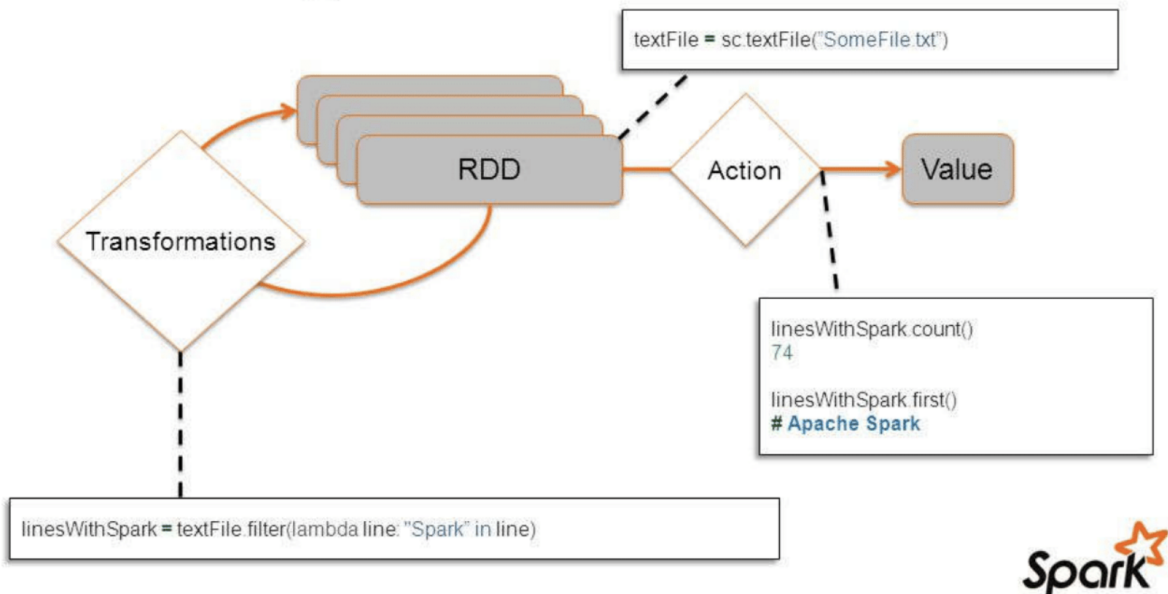 textFile = sc.textFile("SomeFile.txt")
RDD
Action
Value
Transformations
linesWithSpark.count()
74
linesWithSpark.first()
# Apache Spark
linesWithSpark = textFile.filter(lambda line: "Spark" in line)
Spark